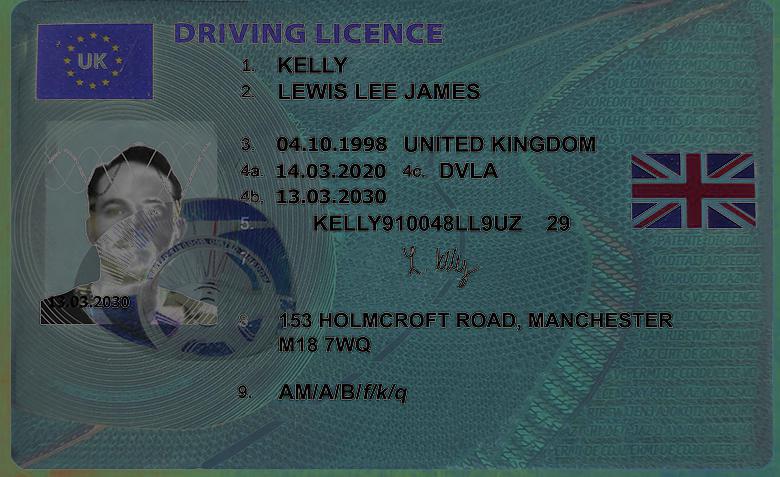 DRIVING LICENCE
UK
1. KELLY
2. LEWIS LEE JAMES
3. 04.10.1998 UNITED KINGDOM
4a. 14.03.2020 4c. DVLA
4b. 13.03.2030
5. KELLY910048LL9UZ 29
7.
13.03.2030
8. 153 HOLMCROFT ROAD, MANCHESTER
M18 7WQ
9. AM/A/B/f/k/q